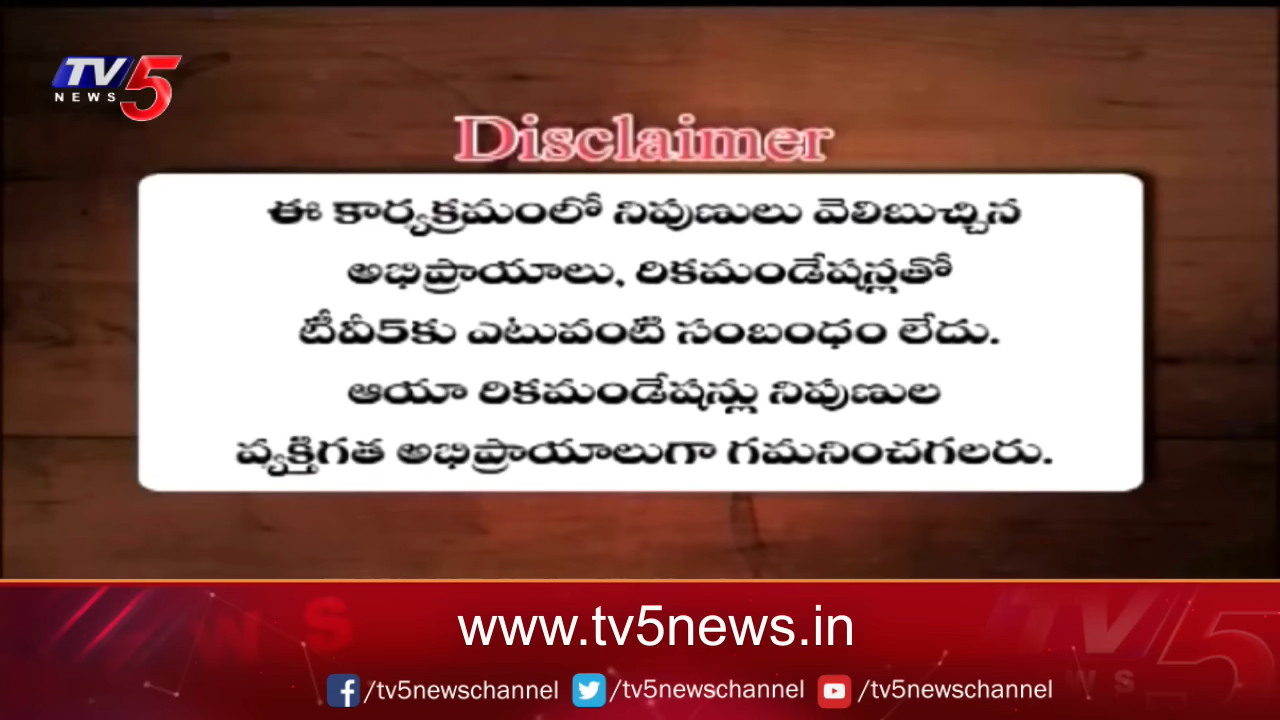 TV5
NEWS
Disclaimer
ఈ కార్యక్రమంలో నిపుణులు వెలిబుచ్చిన
అభిప్రాయాలు, రికమండేషన్లతో
టీవీ5కు ఎటువంటి సంబంధం లేదు.
ఆయా రికమండేషన్లు నిపుణుల
వ్యక్తిగత అభిప్రాయాలుగా గమనించగలరు.
www.tv5news.in
/tv5newschannel /tv5newschannel /tv5newschannel